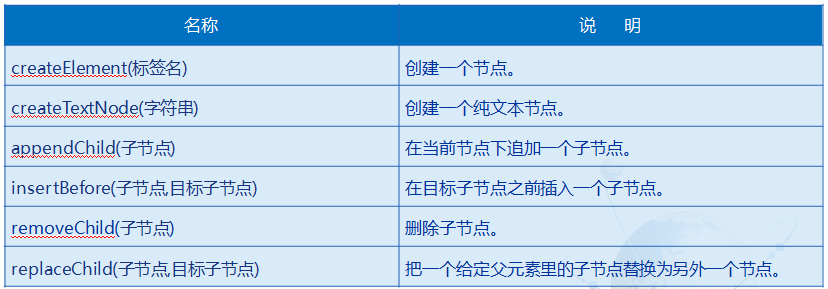 名称 说 明
createElement(标签名) 创建一个节点。
createTextNode(字符串) 创建一个纯文本节点。
appendChild(子节点) 在当前节点下追加一个子节点。
insertBefore(子节点,目标子节点) 在目标子节点之前插入一个子节点。
removeChild(子节点) 删除子节点。
replaceChild(子节点,目标子节点) 把一个给定父元素里的子节点替换为另外一个节点。